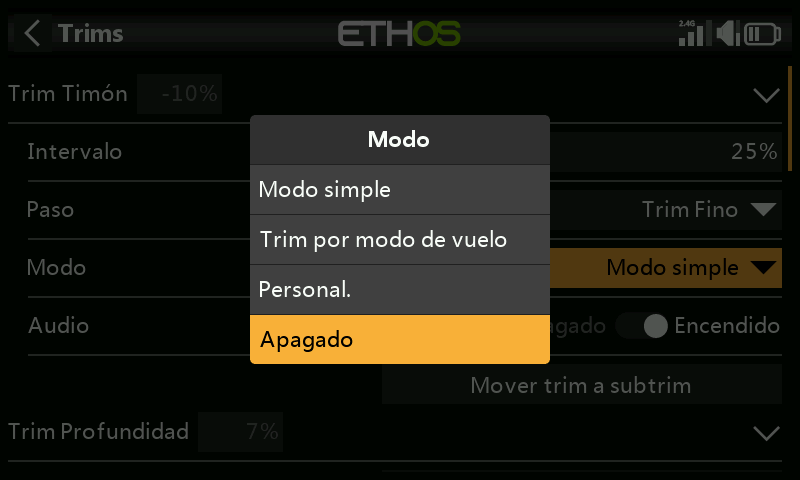 Trims
ETHOS
2.4G
Trim Timón -10%
Modo
Intervalo 25%
Modo simple
Paso Trim Fino
Trim por modo de vuelo
Modo Modo simple
Personal.
Audio Encendido
Apagado
Mover trim a subtrim
Trim Profundidad 7%